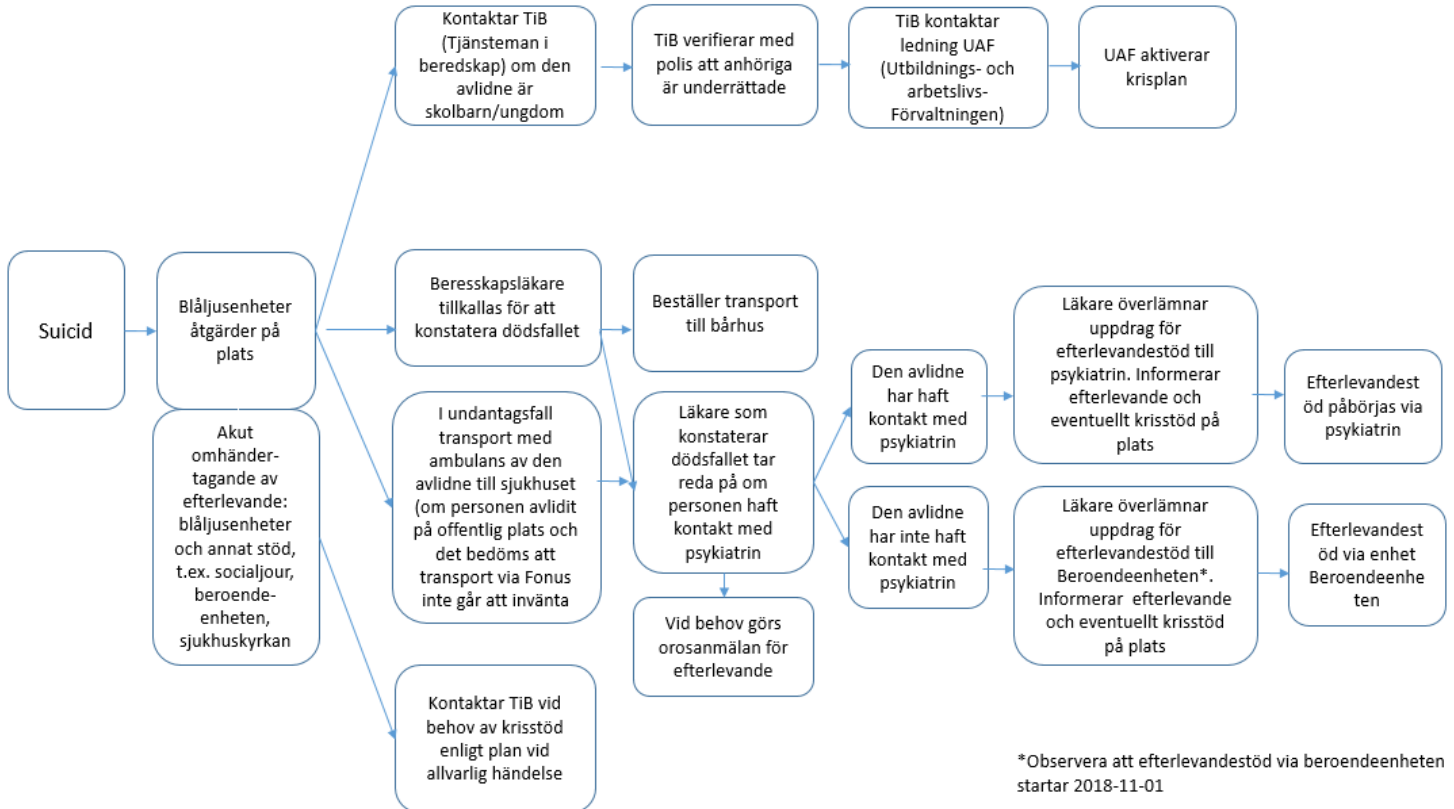 Kontaktar TiB
(Tjänsteman i
beredskap) om den
avlidne är
skolbarn/ungdom
TiB verifierar med
polis att anhöriga
är underrättade
TiB kontaktar
ledning UAF
(Utbildnings- och
arbetslivs-
Förvaltningen)
UAF aktiverar
krisplan
Suicid
Blåljusenheter
åtgärder på
plats
Beresskapsläkare
tillkallas för att
konstatera dödsfallet
Beställer transport
till bårhus
Akut
omhänder-
tagande av
efterlevande:
blåljusenheter
och annat stöd,
t.ex. socialjour,
beroende-
enheten,
sjukhuskyrkan
I undantagsfall
transport med
ambulans av den
avlidne till sjukhuset
(om personen avlidit
på offentlig plats och
det bedöms att
transport via Fonus
inte går att invänta
Läkare som
konstaterar
dödsfallet tar
reda på om
personen haft
kontakt med
psykiatrin
Den avlidne
har haft
kontakt med
psykiatrin
Läkare överlämnar
uppdrag för
efterlevandestöd till
psykiatrin. Informerar
efterlevande och
eventuellt krisstöd på
plats
Efterlevandest
öd påbörjas via
psykiatrin
Den avlidne
har inte haft
kontakt med
psykiatrin
Läkare överlämnar
uppdrag för
efterlevandestöd till
Beroendeenheten*.
Informerar efterlevande
och eventuellt krisstöd
på plats
Efterlevandest
öd via enhet
Beroendeenhe
ten
Vid behov görs
orosanmälan för
efterlevande
Kontaktar TiB vid
behov av krisstöd
enligt plan vid
allvarlig händelse
*Observera att efterlevandestöd via beroendeenheten
startar 2018-11-01